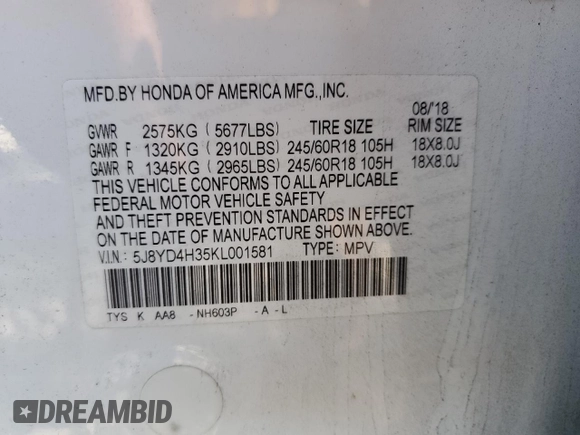 MFD.BY HONDA OF AMERICA MFG.,INC.
08/'18
GVWR 2575KG ( 5677LBS) TIRE SIZE RIM SIZE
GAWR F 1320KG ( 2910LBS) 245/60R18 105H 18X8.0J
GAWR R 1345KG ( 2965LBS) 245/60R18 105H 18X8.0J
THIS VEHICLE CONFORMS TO ALL APPLICABLE
FEDERAL MOTOR VEHICLE SAFETY
AND THEFT PREVENTION STANDARDS IN EFFECT
ON THE DATE OF MANUFACTURE SHOWN ABOVE.
V.I.N.: 5J8YD4H35KL001581 TYPE: MPV
TYS K AA8 - NH603P - A - L
DREAMBID